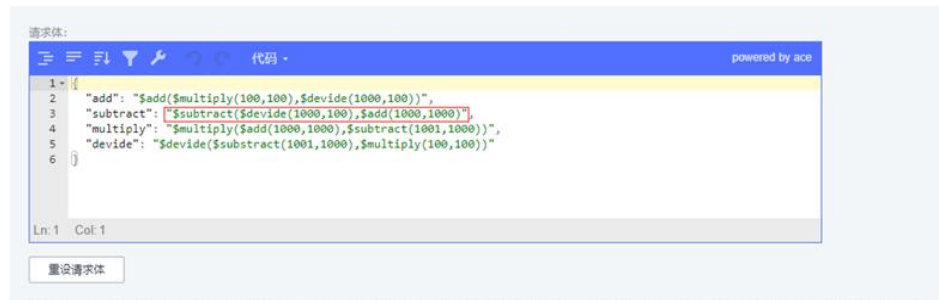 请求体:
代码
powered by ace
1 {
2 "add": "$add($multiply(100,100),$devide(1000,100))",
3 "subtract": "$subtract($devide(1000,100),$add(1000,1000)",
4 "multiply": "$multiply($add(1000,1000),$subtract(1001,1000))",
5 "devide": "$devide($substract(1001,1000),$multiply(100,100))"
6 }
Ln: 1 Col: 1
重设请求体